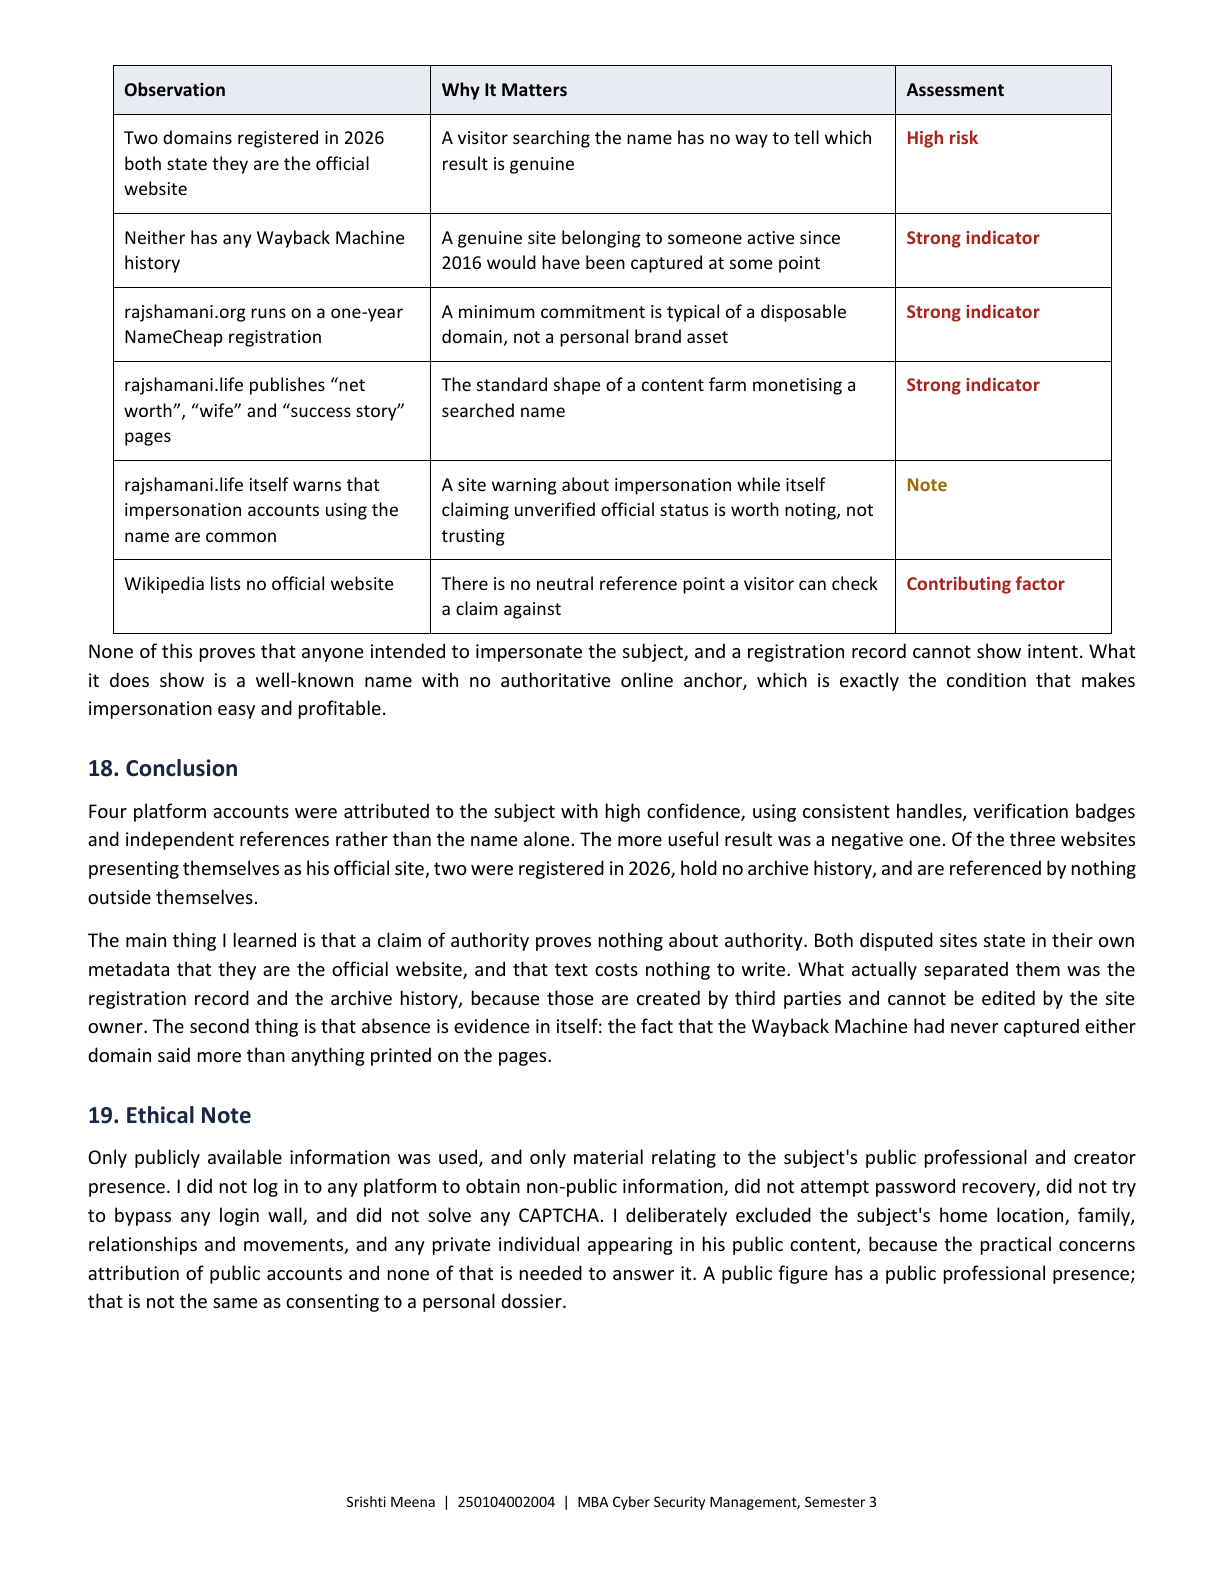 Observation Why It Matters Assessment
Two domains registered in 2026 A visitor searching the name has no way to tell which High risk
both state they are the official result is genuine
website
Neither has any Wayback Machine A genuine site belonging to someone active since Strong indicator
history 2016 would have been captured at some point
rajshamani.org runs on a one-year A minimum commitment is typical of a disposable Strong indicator
NameCheap registration domain, not a personal brand asset
rajshamani.life publishes “net The standard shape of a content farm monetising a Strong indicator
worth”, “wife” and “success story” searched name
pages
rajshamani.life itself warns that A site warning about impersonation while itself Note
impersonation accounts using the claiming unverified official status is worth noting, not
name are common trusting
Wikipedia lists no official website There is no neutral reference point a visitor can check Contributing factor
a claim against
None of this proves that anyone intended to impersonate the subject, and a registration record cannot show intent. What
it does show is a well-known name with no authoritative online anchor, which is exactly the condition that makes
impersonation easy and profitable.
18. Conclusion
Four platform accounts were attributed to the subject with high confidence, using consistent handles, verification badges
and independent references rather than the name alone. The more useful result was a negative one. Of the three websites
presenting themselves as his official site, two were registered in 2026, hold no archive history, and are referenced by nothing
outside themselves.
The main thing I learned is that a claim of authority proves nothing about authority. Both disputed sites state in their own
metadata that they are the official website, and that text costs nothing to write. What actually separated them was the
registration record and the archive history, because those are created by third parties and cannot be edited by the site
owner. The second thing is that absence is evidence in itself: the fact that the Wayback Machine had never captured either
domain said more than anything printed on the pages.
19. Ethical Note
Only publicly available information was used, and only material relating to the subject's public professional and creator
presence. I did not log in to any platform to obtain non-public information, did not attempt password recovery, did not try
to bypass any login wall, and did not solve any CAPTCHA. I deliberately excluded the subject's home location, family,
relationships and movements, and any private individual appearing in his public content, because the practical concerns
attribution of public accounts and none of that is needed to answer it. A public figure has a public professional presence;
that is not the same as consenting to a personal dossier.
Srishti Meena | 250104002004 | MBA Cyber Security Management, Semester 3